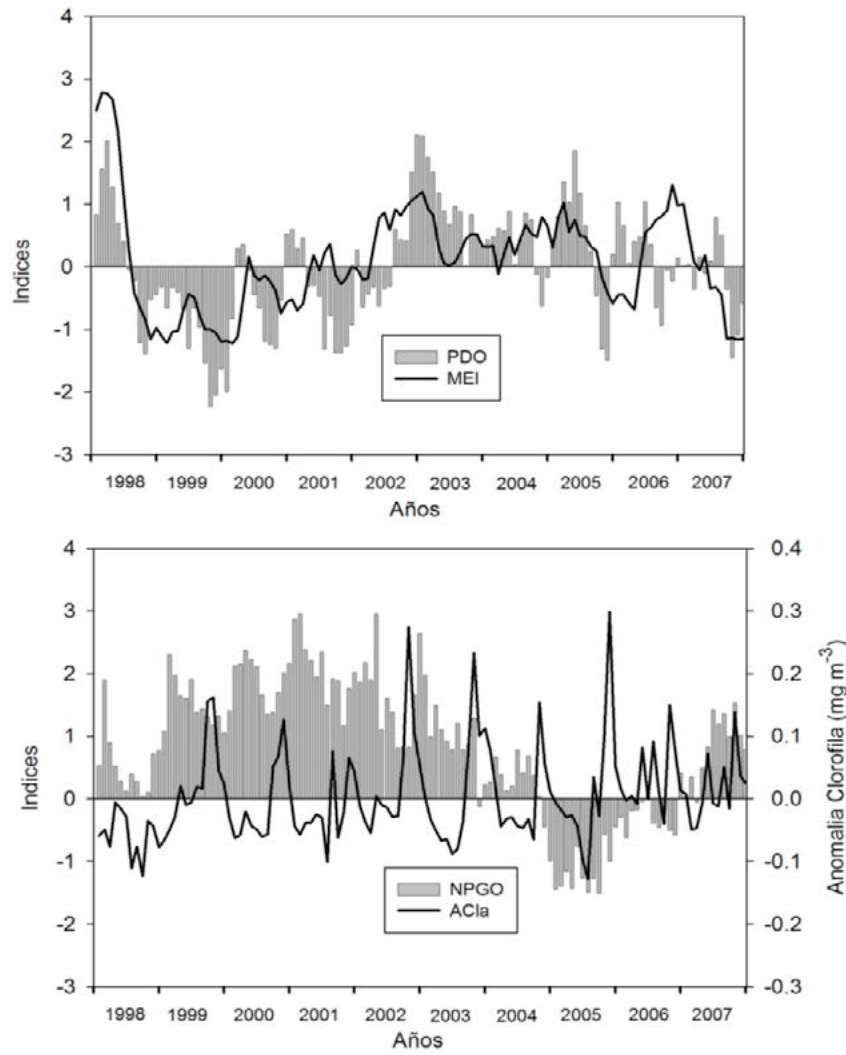 4
3
2
1
0
-1
-2
-3
Indices
PDO
MEI
1998 1999 2000 2001 2002 2003 2004 2005 2006 2007
Años
4
3
2
1
0
-1
-2
-3
Indices
0.4
0.3
0.2
0.1
0.0
-0.1
-0.2
-0.3
Anomalia Clorofila (mg m-3)
NPGO
ACla
1998 1999 2000 2001 2002 2003 2004 2005 2006 2007
Años